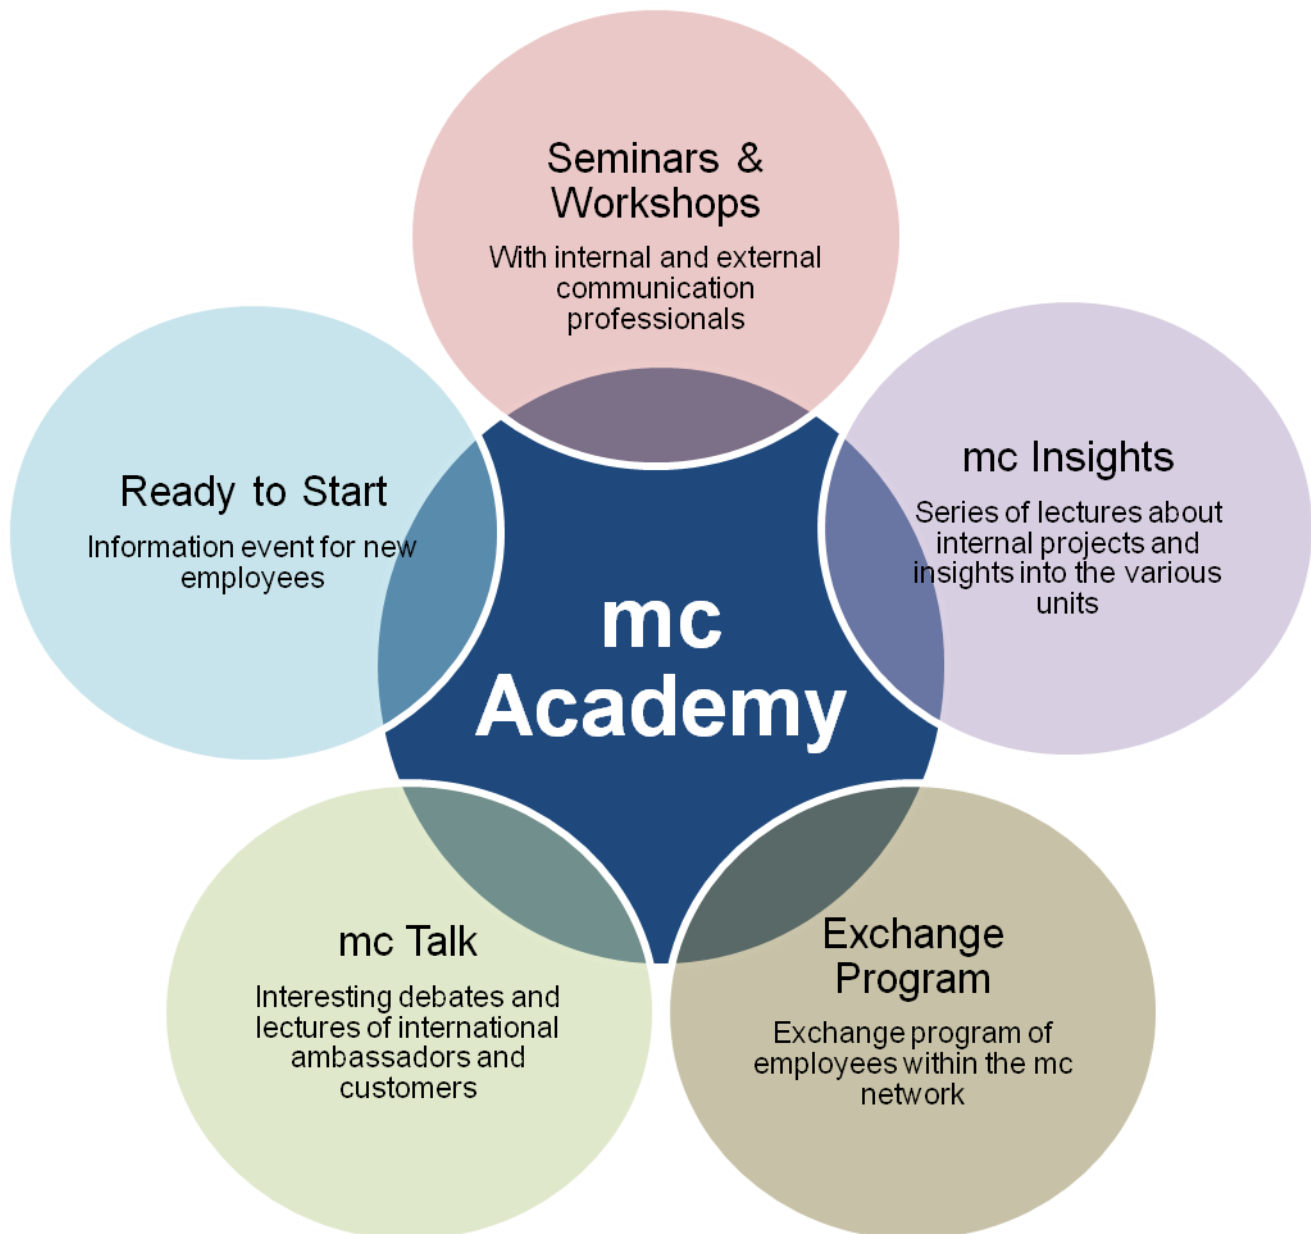 Seminars &
Workshops
With internal and external
communication
professionals
mc Insights
Series of lectures about
internal projects and
insights into the various
units
Ready to Start
Information event for new
employees
mc
Academy
mc Talk
Interesting debates and
lectures of international
ambassadors and
customers
Exchange
Program
Exchange program of
employees within the mc
network